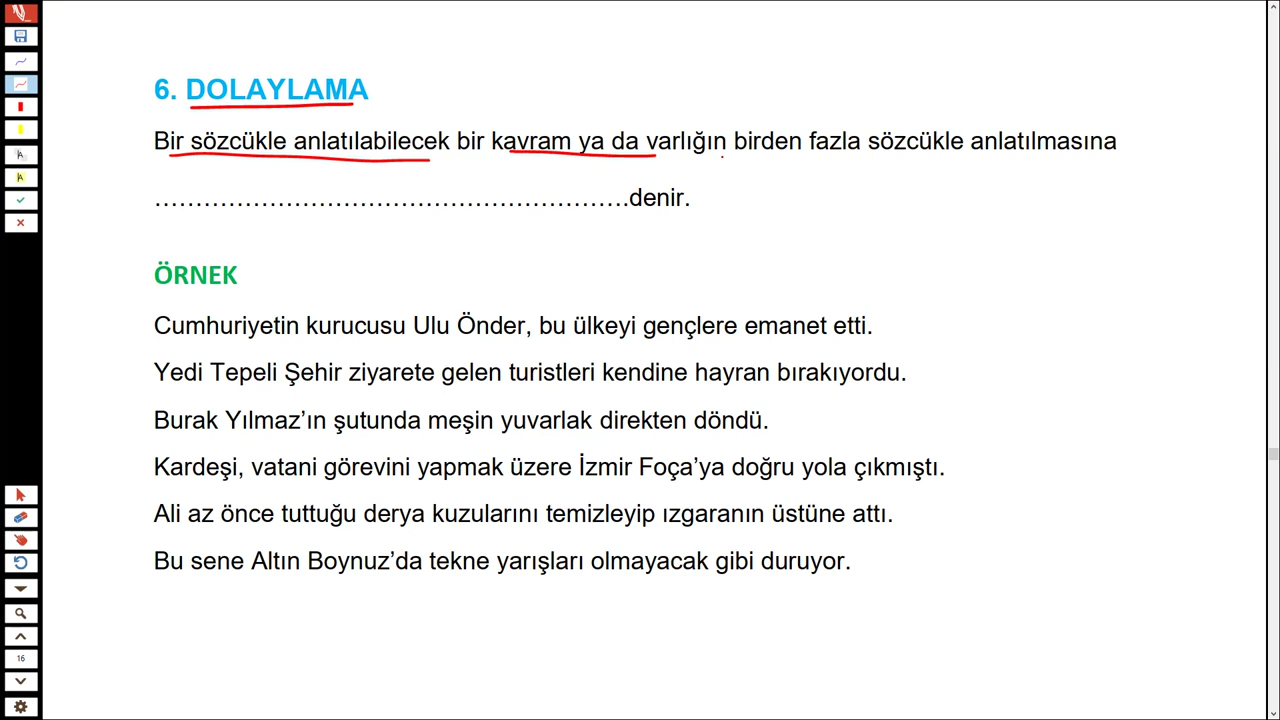 6. DOLAYLAMA
Bir sözcükle anlatılabilecek bir kavram ya da varlığın birden fazla sözcükle anlatılmasına
………………………………………………….denir.
ÖRNEK
Cumhuriyetin kurucusu Ulu Önder, bu ülkeyi gençlere emanet etti.
Yedi Tepeli Şehir ziyarete gelen turistleri kendine hayran bırakıyordu.
Burak Yılmaz’ın şutunda meşin yuvarlak direkten döndü.
Kardeşi, vatani görevini yapmak üzere İzmir Foça’ya doğru yola çıkmıştı.
Ali az önce tuttuğu derya kuzularını temizleyip ızgaranın üstüne attı.
Bu sene Altın Boynuz’da tekne yarışları olmayacak gibi duruyor.
A
A
16